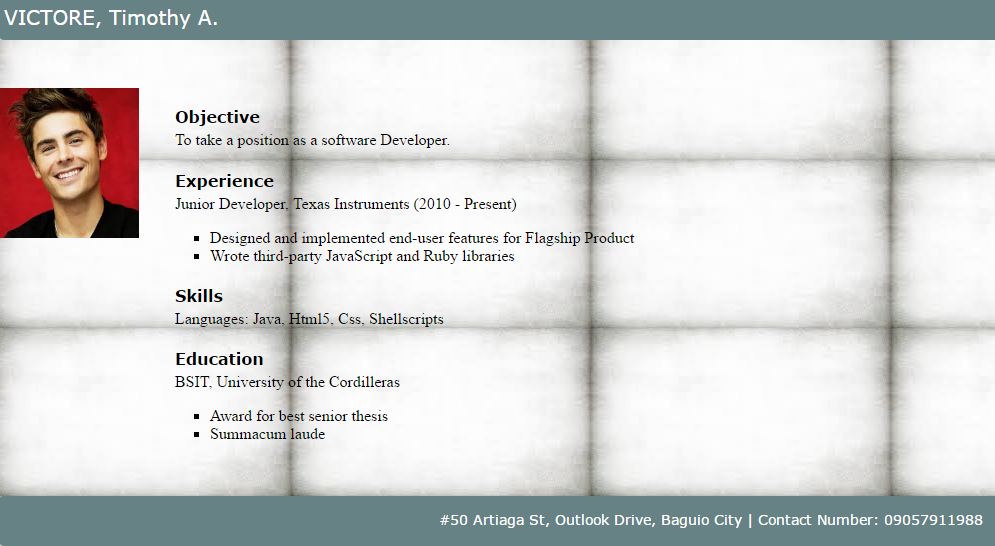 VICTORE, Timothy A.
Objective
To take a position as a software Developer.
Experience
Junior Developer, Texas Instruments (2010 - Present)
Designed and implemented end-user features for Flagship Product
Wrote third-party JavaScript and Ruby libraries
Skills
Languages: Java, Html5, Css, Shellscripts
Education
BSIT, University of the Cordilleras
Award for best senior thesis
Summacum laude
#50 Artiaga St, Outlook Drive, Baguio City | Contact Number: 09057911988